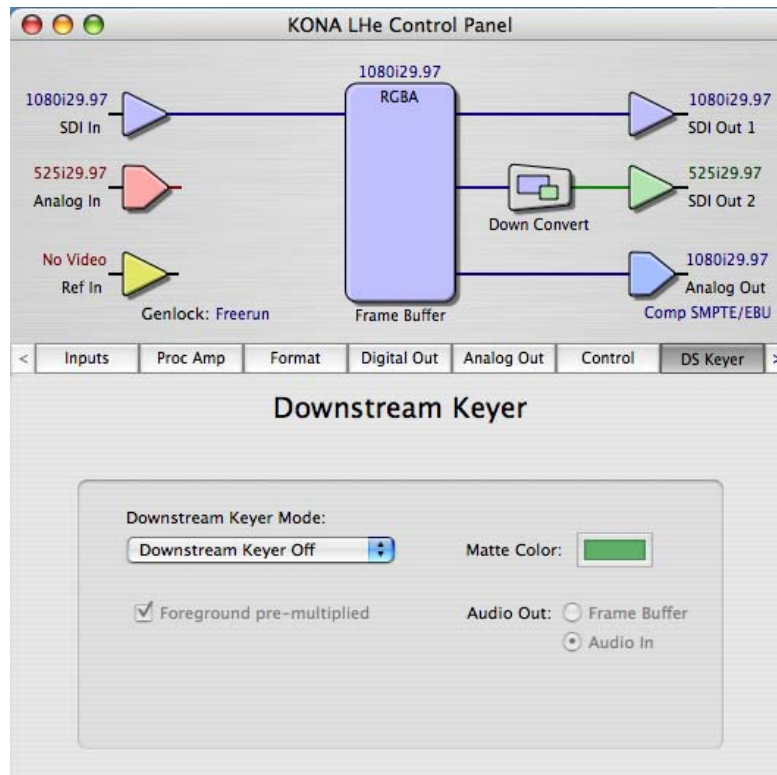 KONA LHe Control Panel
1080i29.97
RGBA
1080i29.97
SDI In
1080i29.97
SDI Out 1
525i29.97
Analog In
Down Convert
525i29.97
SDI Out 2
No Video
Ref In
1080i29.97
Analog Out
Genlock: Freerun
Frame Buffer
Comp SMPTE/EBU
< Inputs Proc Amp Format Digital Out Analog Out Control DS Keyer >
Downstream Keyer
Downstream Keyer Mode:
Downstream Keyer Off
Matte Color:
Foreground pre-multiplied
Audio Out: Frame Buffer
Audio In